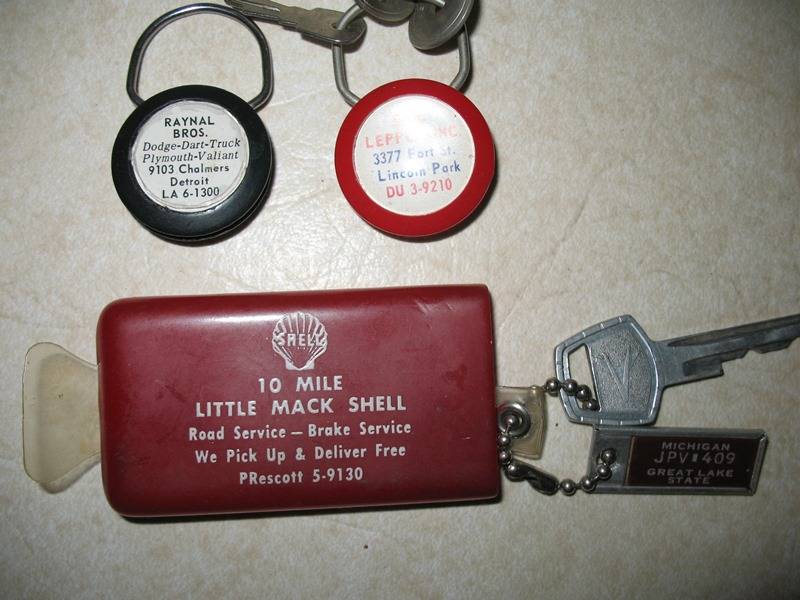 RAYNAL
BROS.
Dodge-Dart-Truck
Plymouth-Valiant
9103 Chalmers
Detroit
LA 6-1300
INC.
3377 Fort St.
Lincoln Park
DU 3-9210
SHELL
10 MILE
LITTLE MACK SHELL
Road Service — Brake Service
We Pick Up & Deliver Free
PRescott 5-9130
MICHIGAN
JPV 409
GREAT LAKE
STATE